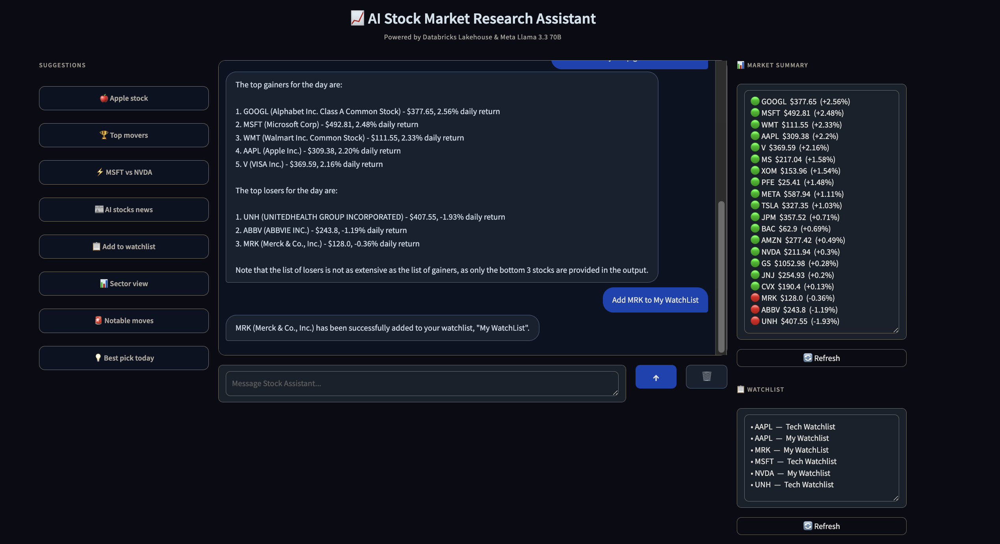 📈 AI Stock Market Research Assistant
Powered by Databricks Lakehouse & Meta Llama 3.3 70B
SUGGESTIONS
🍎 Apple stock
🏆 Top movers
⚡ MSFT vs NVDA
📰 AI stocks news
📋 Add to watchlist
📊 Sector view
🚨 Notable moves
💡 Best pick today
The top gainers for the day are:
1. GOOGL (Alphabet Inc. Class A Common Stock) - $377.65, 2.56% daily return
2. MSFT (Microsoft Corp) - $492.81, 2.48% daily return
3. WMT (Walmart Inc. Common Stock) - $111.55, 2.33% daily return
4. AAPL (Apple Inc.) - $309.38, 2.20% daily return
5. V (VISA Inc.) - $369.59, 2.16% daily return
The top losers for the day are:
1. UNH (UNITEDHEALTH GROUP INCORPORATED) - $407.55, -1.93% daily return
2. ABBV (ABBVIE INC.) - $243.8, -1.19% daily return
3. MRK (Merck & Co., Inc.) - $128.0, -0.36% daily return
Note that the list of losers is not as extensive as the list of gainers, as only the bottom 3 stocks are provided in the output.
Add MRK to My WatchList
MRK (Merck & Co., Inc.) has been successfully added to your watchlist, "My WatchList".
Message Stock Assistant...
📊 MARKET SUMMARY
🟢 GOOGL $377.65 (+2.56%)
🟢 MSFT $492.81 (+2.48%)
🟢 WMT $111.55 (+2.33%)
🟢 AAPL $309.38 (+2.2%)
🟢 V $369.59 (+2.16%)
🟢 MS $217.04 (+1.58%)
🟢 XOM $153.96 (+1.54%)
🟢 PFE $25.41 (+1.48%)
🟢 META $587.94 (+1.11%)
🟢 TSLA $327.35 (+1.03%)
🟢 JPM $357.52 (+0.71%)
🟢 BAC $62.9 (+0.69%)
🟢 AMZN $277.42 (+0.49%)
🟢 NVDA $211.94 (+0.3%)
🟢 GS $1052.98 (+0.28%)
🟢 JNJ $254.93 (+0.2%)
🟢 CVX $190.4 (+0.13%)
🔴 MRK $128.0 (-0.36%)
🔴 ABBV $243.8 (-1.19%)
🔴 UNH $407.55 (-1.93%)
🔄 Refresh
📋 WATCHLIST
• AAPL — Tech Watchlist
• AAPL — My Watchlist
• MRK — My WatchList
• MSFT — Tech Watchlist
• NVDA — My Watchlist
• UNH — Tech Watchlist
🔄 Refresh